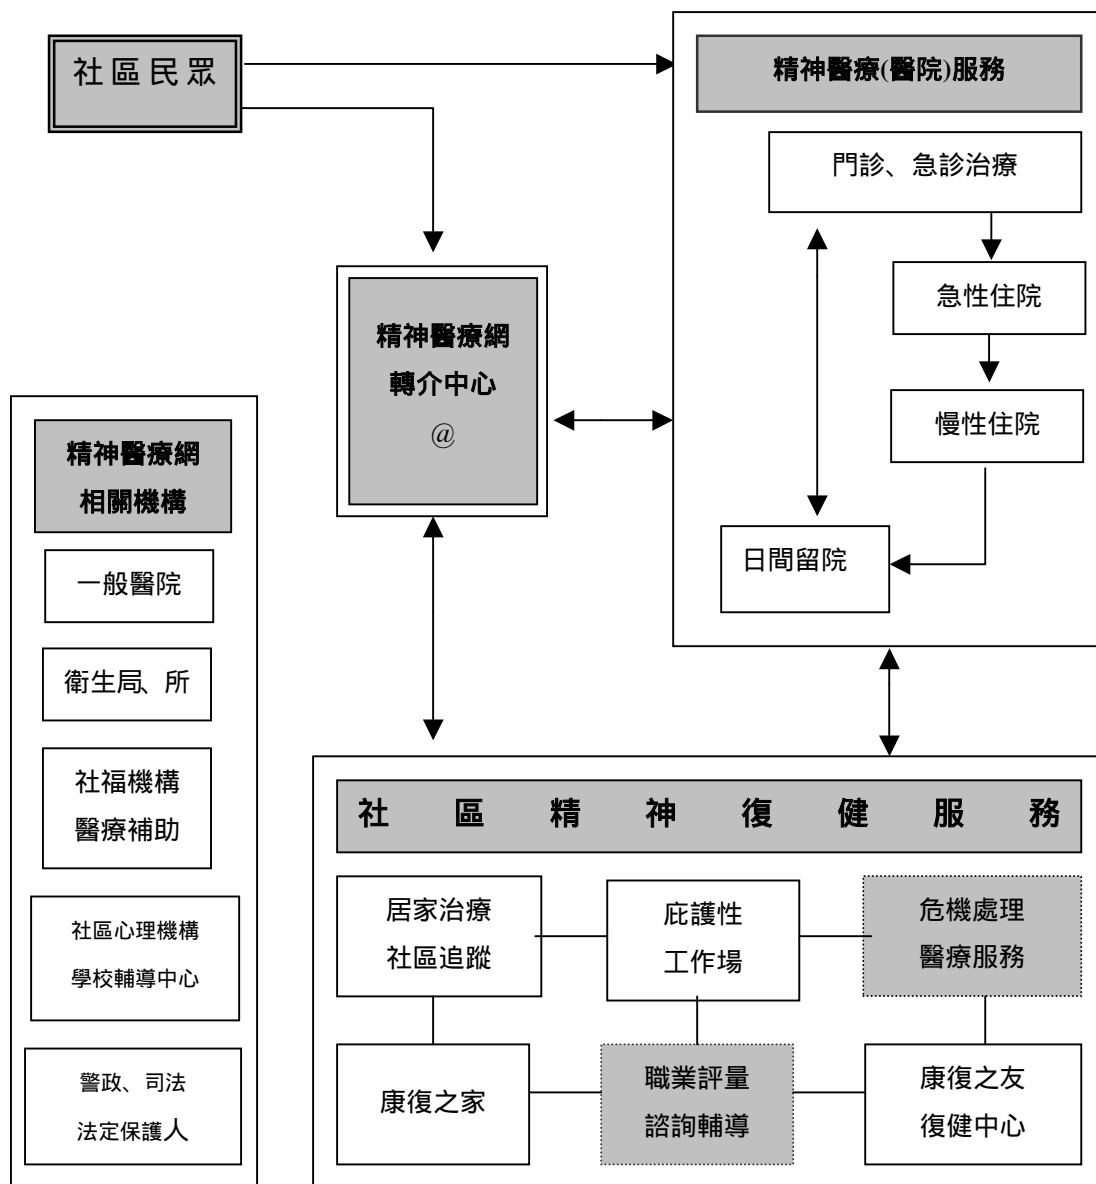 社區民眾
精神醫療(醫院)服務
門診、急診治療
急性住院
慢性住院
日間留院
精神醫療網
轉介中心
@
精神醫療網
相關機構
一般醫院
衛生局、所
社福機構
醫療補助
社區心理機構
學校輔導中心
警政、司法
法定保護人
社區精神復健服務
居家治療
社區追蹤
庇護性
工作場
危機處理
醫療服務
康復之家
職業評量
諮詢輔導
康復之友
復健中心